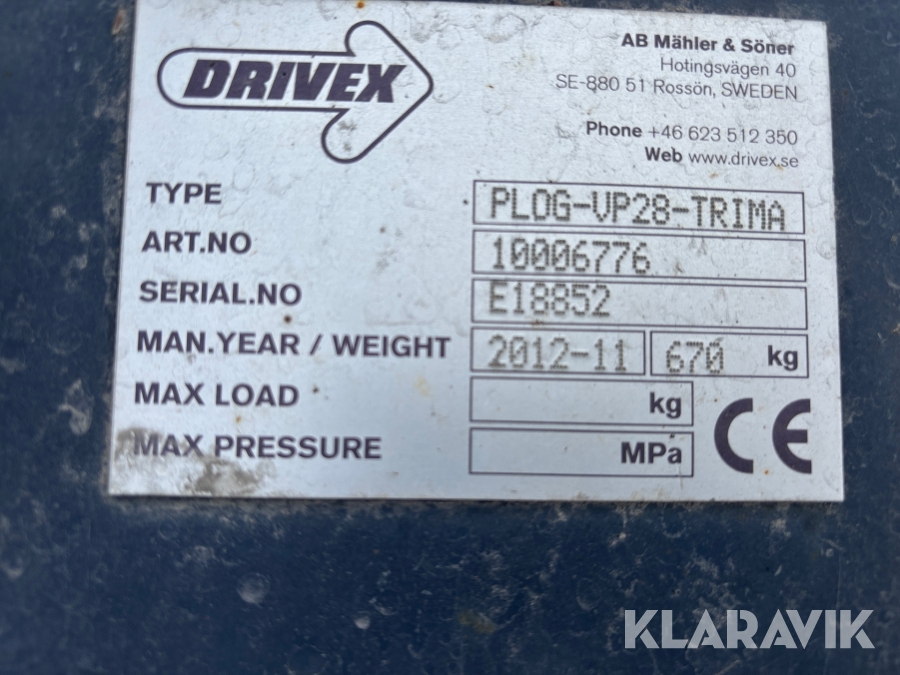 DRIVEX
AB Mähler & Söner
Hotingsvägen 40
SE-880 51 Rossön, SWEDEN
Phone +46 623 512 350
Web www.drivex.se
TYPE PLOG-VP28-TRIMA
ART.NO 10006776
SERIAL.NO E18852
MAN.YEAR / WEIGHT 2012-11 670 kg
MAX LOAD kg
MAX PRESSURE MPa
CE
KLARAVIK